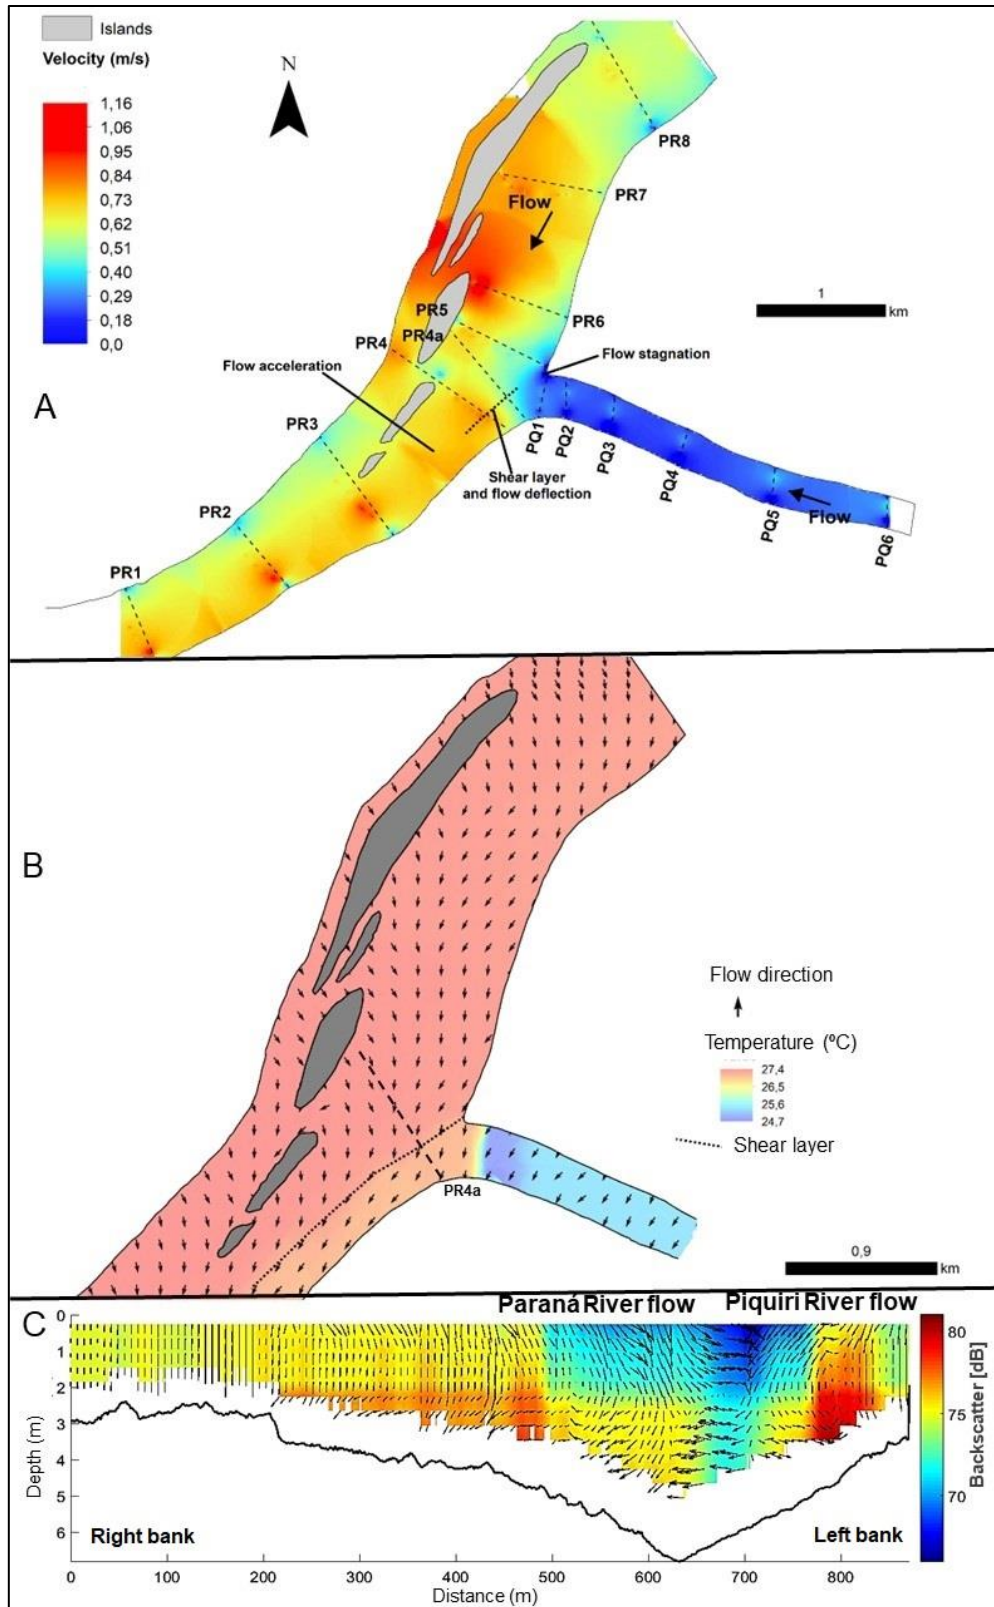 Islands
Velocity (m/s)
1,16
1,06
0,95
0,84
0,73
0,62
0,51
0,40
0,29
0,18
0,0
N
PR8
PR7
Flow
1
km
PR6
PR5
PR4a
PR4
Flow stagnation
Flow acceleration
A
PR3
PQ1
PQ2
PQ3
PQ4
PQ5
PQ6
Flow
Shear layer
and flow deflection
PR2
PR1
B
Flow direction
Temperature (ºC)
27,4
26,5
25,6
24,7
Shear layer
PR4a
0,9
km
C
Paraná River flow
Piquiri River flow
0
1
2
3
4
5
6
Depth (m)
Right bank
Left bank
80
75
70
Backscatter [dB]
0 100 200 300 400 500 600 700 800
Distance (m)